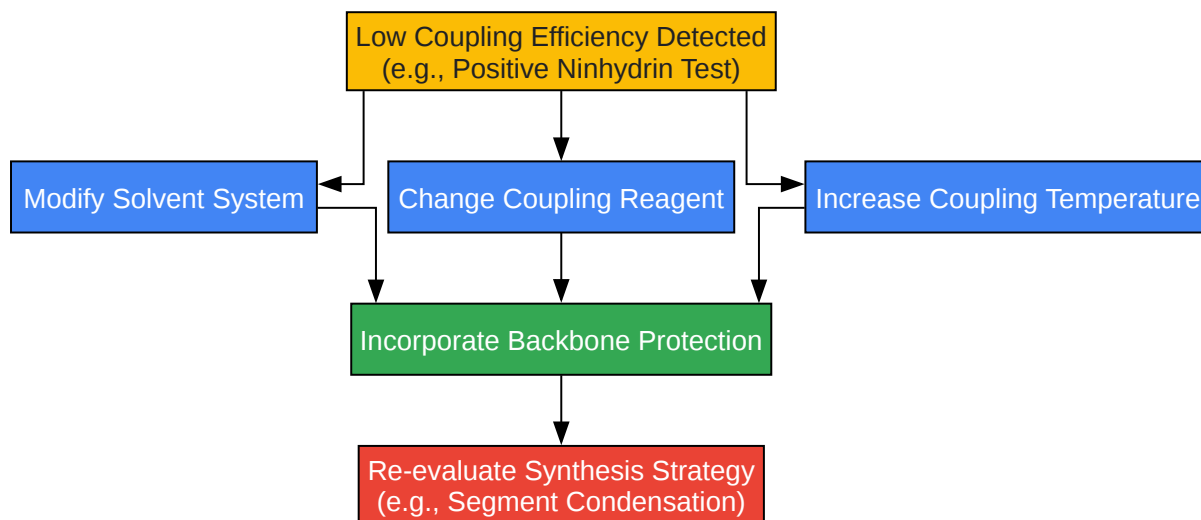 Low Coupling Efficiency Detected
(e.g., Positive Ninhydrin Test)
Modify Solvent System
Change Coupling Reagent
Increase Coupling Temperature
Incorporate Backbone Protection
Re-evaluate Synthesis Strategy
(e.g., Segment Condensation)